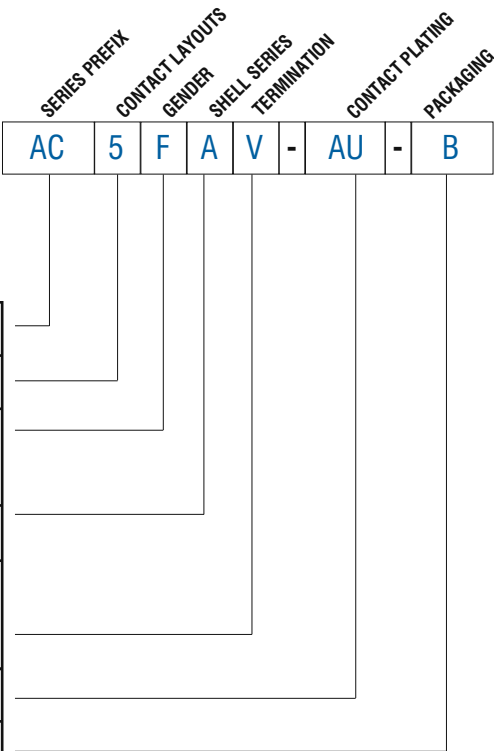 SERIES PREFIX
CONTACT LAYOUTS
GENDER
SHELL SERIES
TERMINATION
CONTACT PLATING
PACKAGING
AC 5 F A V - AU - B